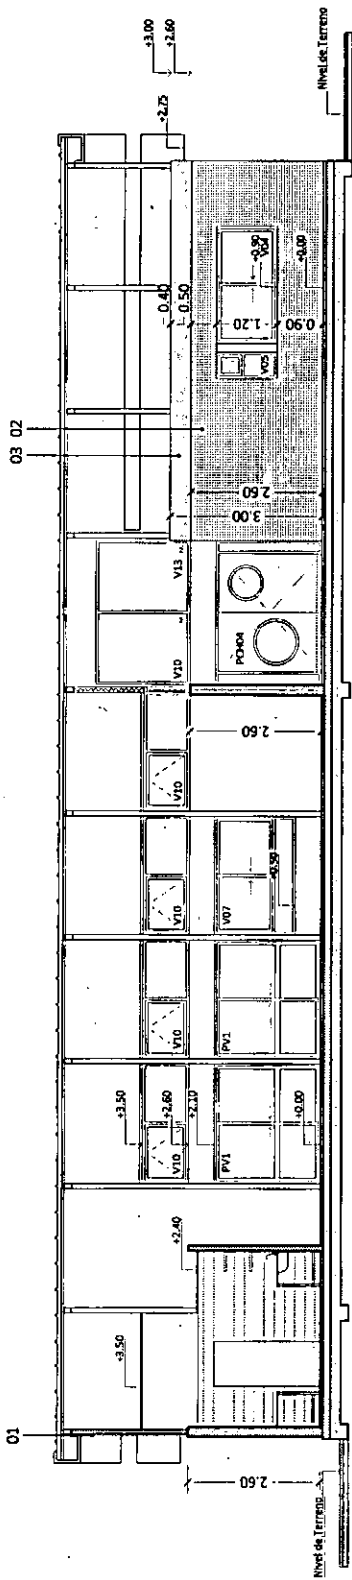 01
03 02
+3.00
+2.60
+2.75
+3.50
+2.40
+3.50
+2.60
+2.10
+0.00
V10
V10
V10
V10
V10
V13
PV1
PV1
V07
+0.90
2.60
2.60
PCH04
3.00
2.60
0.40
0.50
1.20
0.90
V05
V04
+0.90
+0.00
Nivel de Terreno
Nivel de Terreno